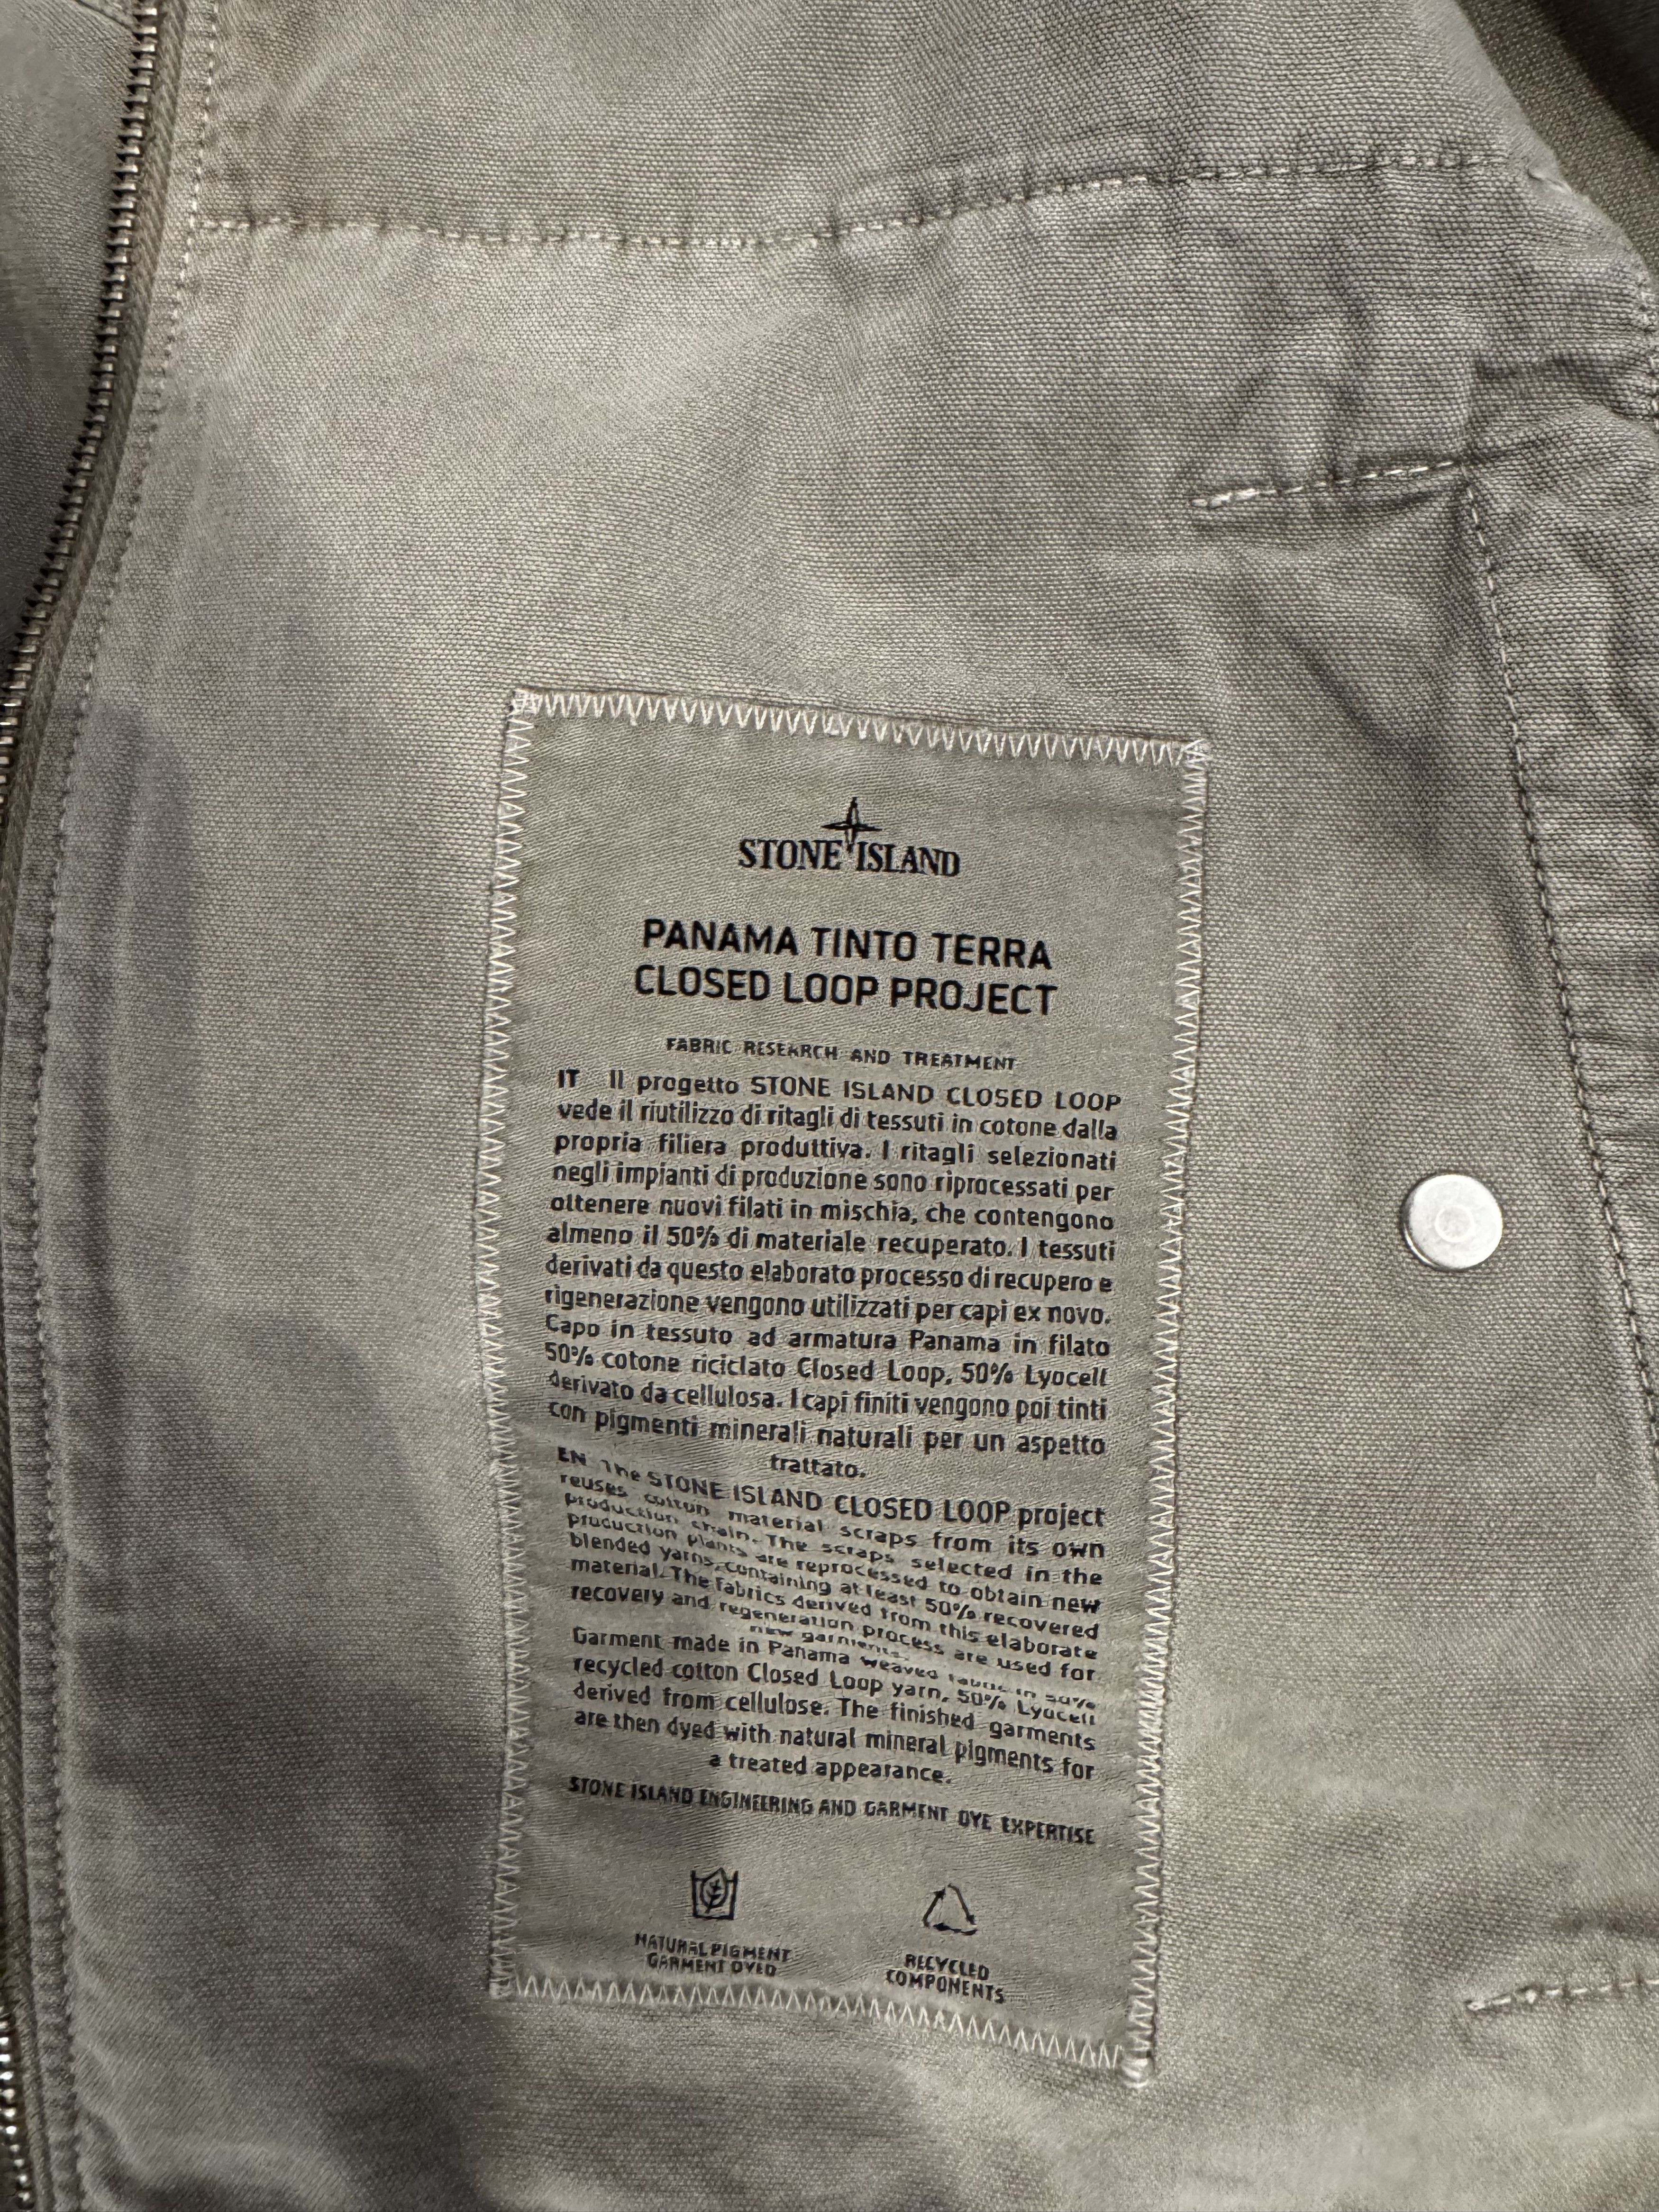 STONE ISLAND
PANAMA TINTO TERRA
CLOSED LOOP PROJECT
FABRIC RESEARCH AND TREATMENT
IT Il progetto STONE ISLAND CLOSED LOOP
vede il riutilizzo di ritagli di tessuti in cotone dalla
propria filiera produttiva. I ritagli selezionati
negli impianti di produzione sono riprocessati per
ottenere nuovi filati in mischia, che contengono
almeno il 50% di materiale recuperato. I tessuti
derivati da questo elaborato processo di recupero e
rigenerazione vengono utilizzati per capi ex novo.
Capo in tessuto ad armatura Panama in filato
50% cotone riciclato Closed Loop, 50% Lyocell
derivato da cellulosa. I capi finiti vengono poi tinti
con pigmenti minerali naturali per un aspetto
trattato.
EN The STONE ISLAND CLOSED LOOP project
reuses cotton material scraps from its own
production chain. The scraps selected in the
production plants are reprocessed to obtain new
blended yarns, containing at least 50% recovered
material. The fabrics derived from this elaborate
recovery and regeneration process are used for
new garments.
Garment made in Panama weaved fabric in 50%
recycled cotton Closed Loop yarn, 50% Lyocell
derived from cellulose. The finished garments
are then dyed with natural mineral pigments for
a treated appearance.
STONE ISLAND ENGINEERING AND GARMENT DYE EXPERTISE
NATURAL PIGMENT
GARMENT DYED
RECYCLED
COMPONENTS